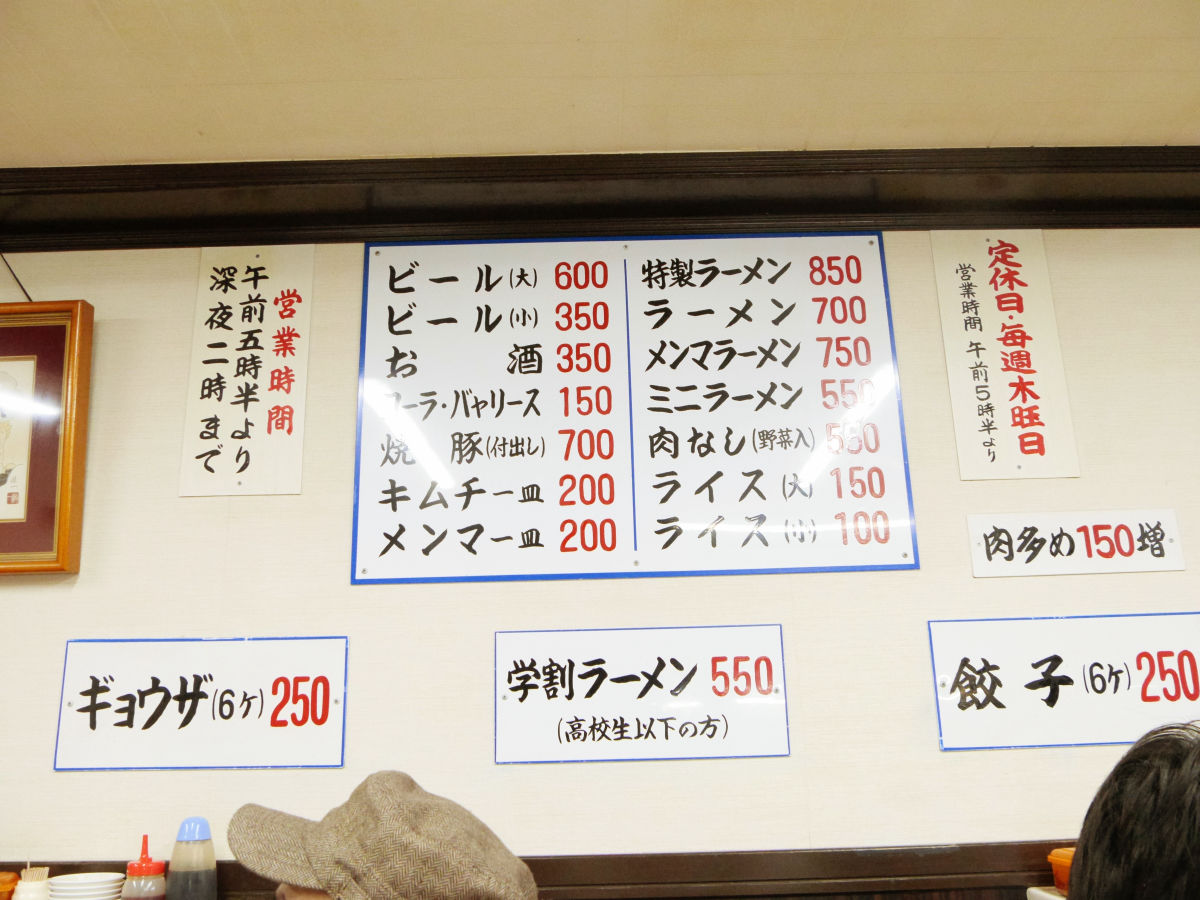 営業時間
午前五時半より
深夜二時まで
ビール(大) 600
ビール(小) 350
お酒 350
コーラ・バャリース 150
焼豚(付出し) 700
キムチ一皿 200
メンマ一皿 200
特製ラーメン 850
ラーメン 700
メンマラーメン 750
ミニラーメン 550
肉なし(野菜入)
ライス(大) 150
ライス(小) 100
定休日・毎週木旺日
営業時間 午前5時半より
肉多め150増
ギョウザ(6ケ)250
学割ラーメン 550
(高校生以下の方)
餃子(6ケ)250